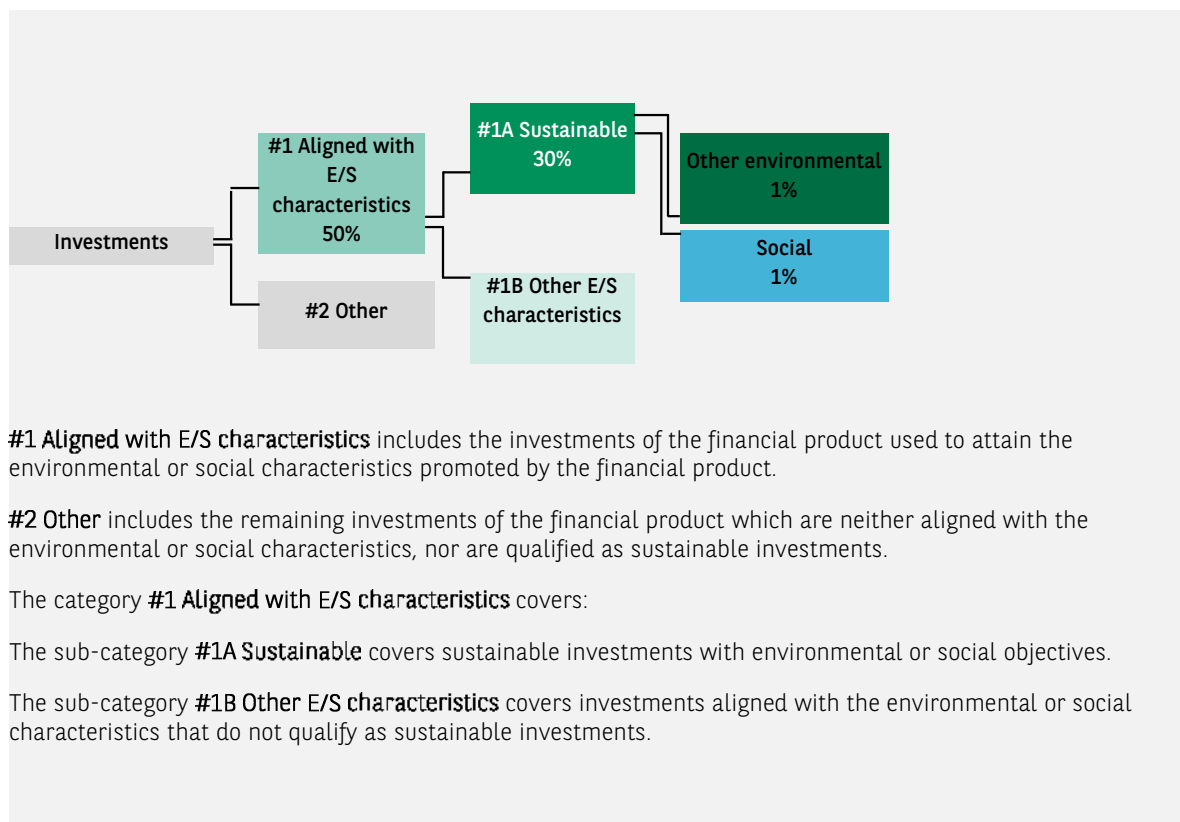 #1A Sustainable
30%
#1 Aligned with
E/S
characteristics
50%
Other environmental
1%
Investments
Social
1%
#2 Other
#1B Other E/S
characteristics
#1 Aligned with E/S characteristics includes the investments of the financial product used to attain the
environmental or social characteristics promoted by the financial product.
#2 Other includes the remaining investments of the financial product which are neither aligned with the
environmental or social characteristics, nor are qualified as sustainable investments.
The category #1 Aligned with E/S characteristics covers:
The sub-category #1A Sustainable covers sustainable investments with environmental or social objectives.
The sub-category #1B Other E/S characteristics covers investments aligned with the environmental or social
characteristics that do not qualify as sustainable investments.